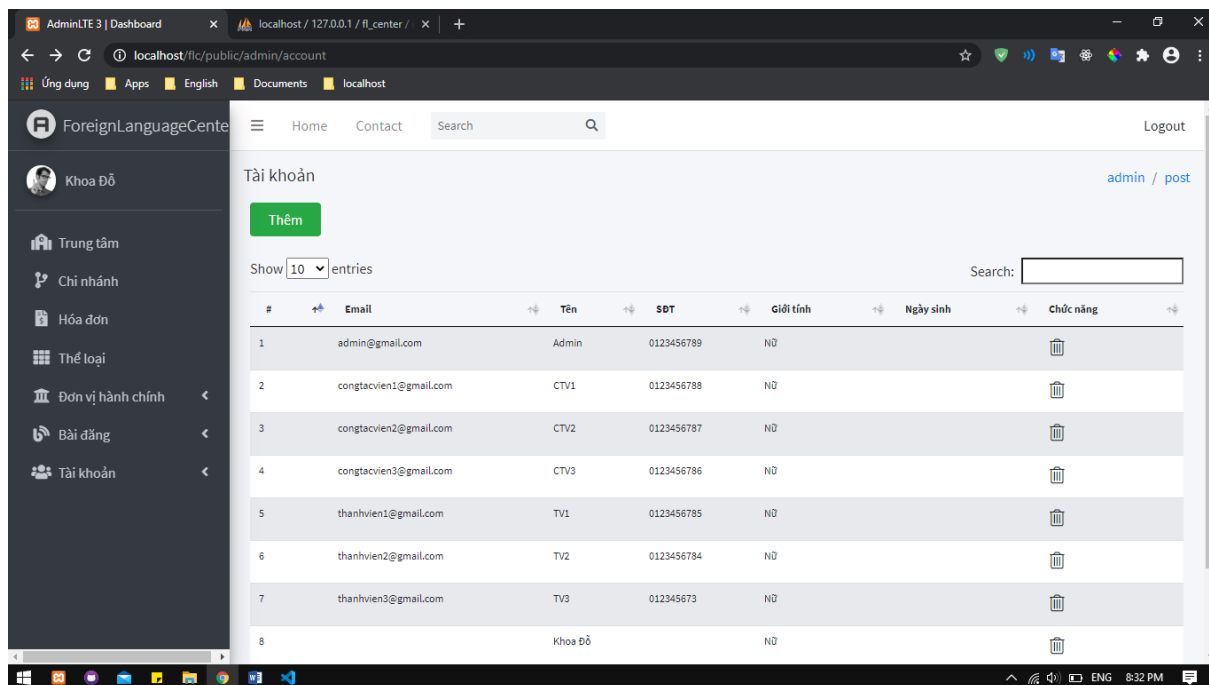 AdminLTE 3 | Dashboard
localhost / 127.0.0.1 / fl_center /
localhost/flc/public/admin/account
Ứng dụng Apps English Documents localhost
ForeignLanguageCente
Home Contact Search Logout
Khoa Đỗ
Tài khoản
admin / post
Thêm
Trung tâm
Chi nhánh
Hóa đơn
Thể loại
Đơn vị hành chính
Bài đăng
Tài khoản
Show 10 entries
Search:
# Email Tên SĐT Giới tính Ngày sinh Chức năng
1 admin@gmail.com Admin 0123456789 Nữ
2 congtacvien1@gmail.com CTV1 0123456788 Nữ
3 congtacvien2@gmail.com CTV2 0123456787 Nữ
4 congtacvien3@gmail.com CTV3 0123456786 Nữ
5 thanhvien1@gmail.com TV1 0123456785 Nữ
6 thanhvien2@gmail.com TV2 0123456784 Nữ
7 thanhvien3@gmail.com TV3 012345673 Nữ
8 Khoa Đỗ Nữ
ENG 8:32 PM